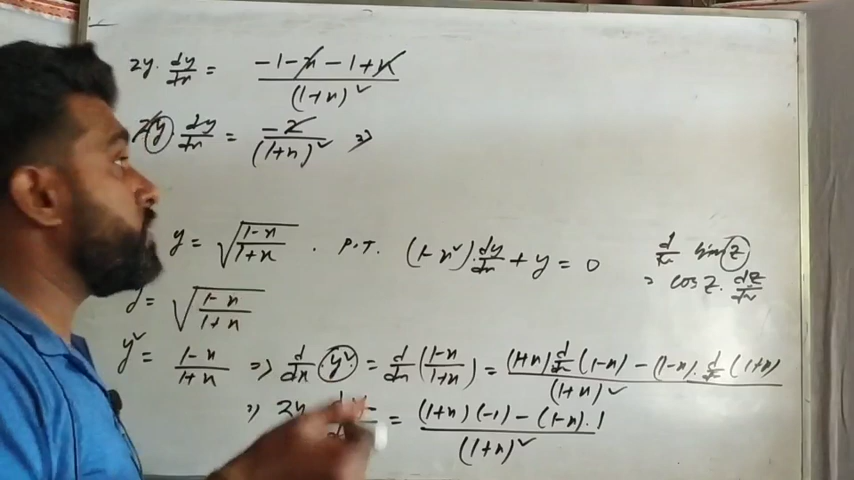 2y · dy/dx = (-1-x-1+x)/(1+x)²
2y dy/dx = -2/(1+x)² ⇒
y = √((1-x)/(1+x)) . P.T. (1-x²) · dy/dx + y = 0
d/dx sin z
= cos z · dz/dx
= √((1-x)/(1+x))
y² = (1-x)/(1+x) ⇒ d/dx y² = d/dx ((1-x)/(1+x)) = ((1+x) d/dx (1-x) - (1-x) · d/dx (1+x))/(1+x)²
⇒ 2y = ((1+x)(-1) - (1-x) · 1)/(1+x)²